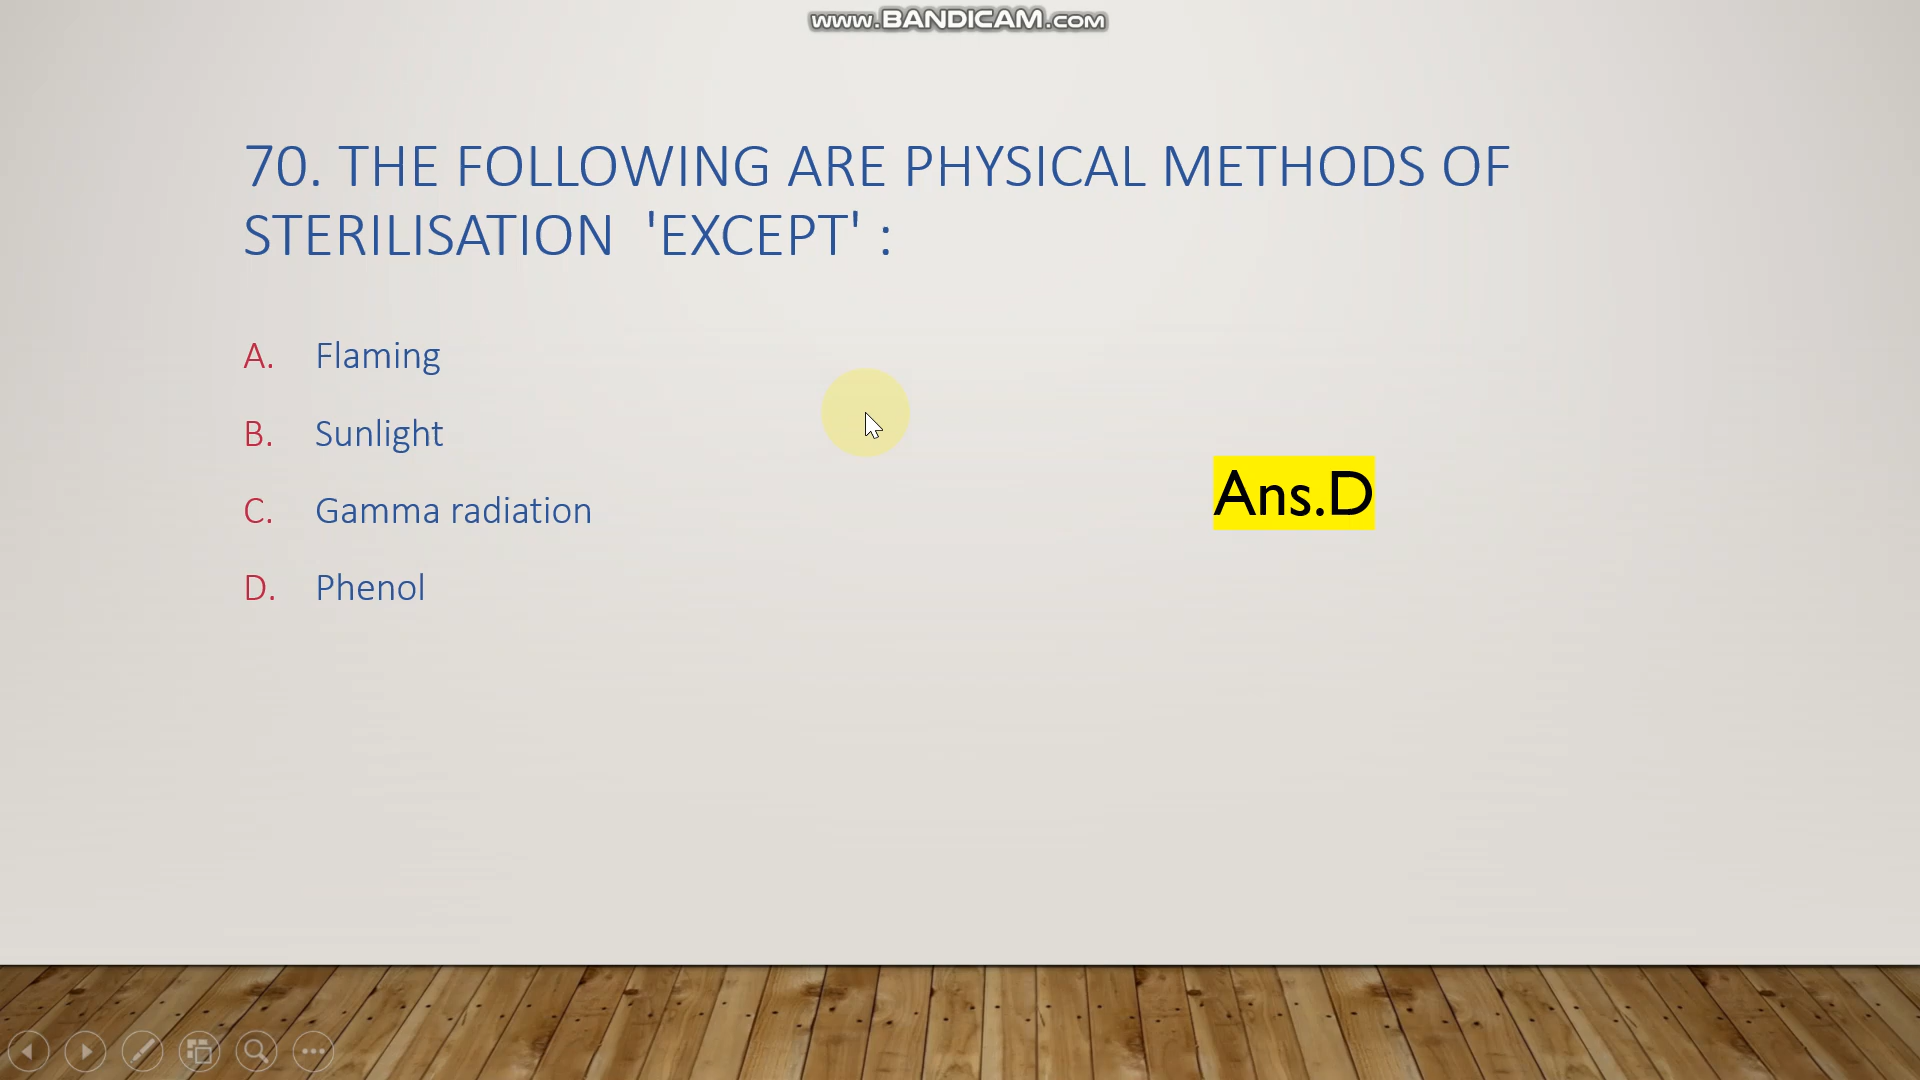 www.BANDICAM.com
70. THE FOLLOWING ARE PHYSICAL METHODS OF
STERILISATION 'EXCEPT' :
A. Flaming
B. Sunlight
C. Gamma radiation
D. Phenol
Ans.D